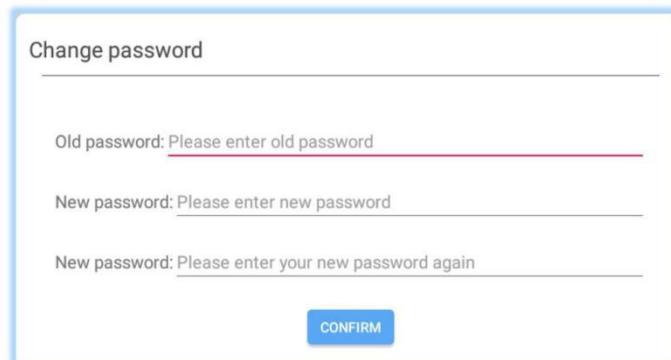 Change password
Old password: Please enter old password
New password: Please enter new password
New password: Please enter your new password again
CONFIRM